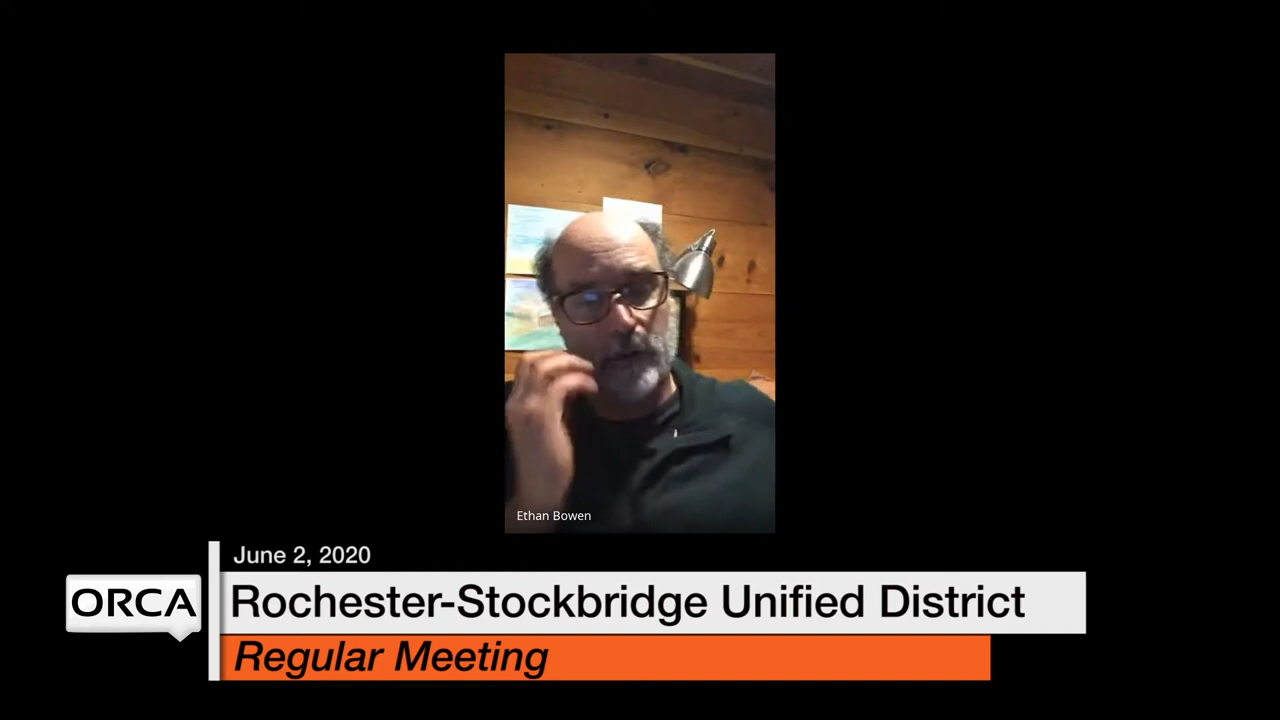 Ethan Bowen
June 2, 2020
ORCA
Rochester-Stockbridge Unified District
Regular Meeting